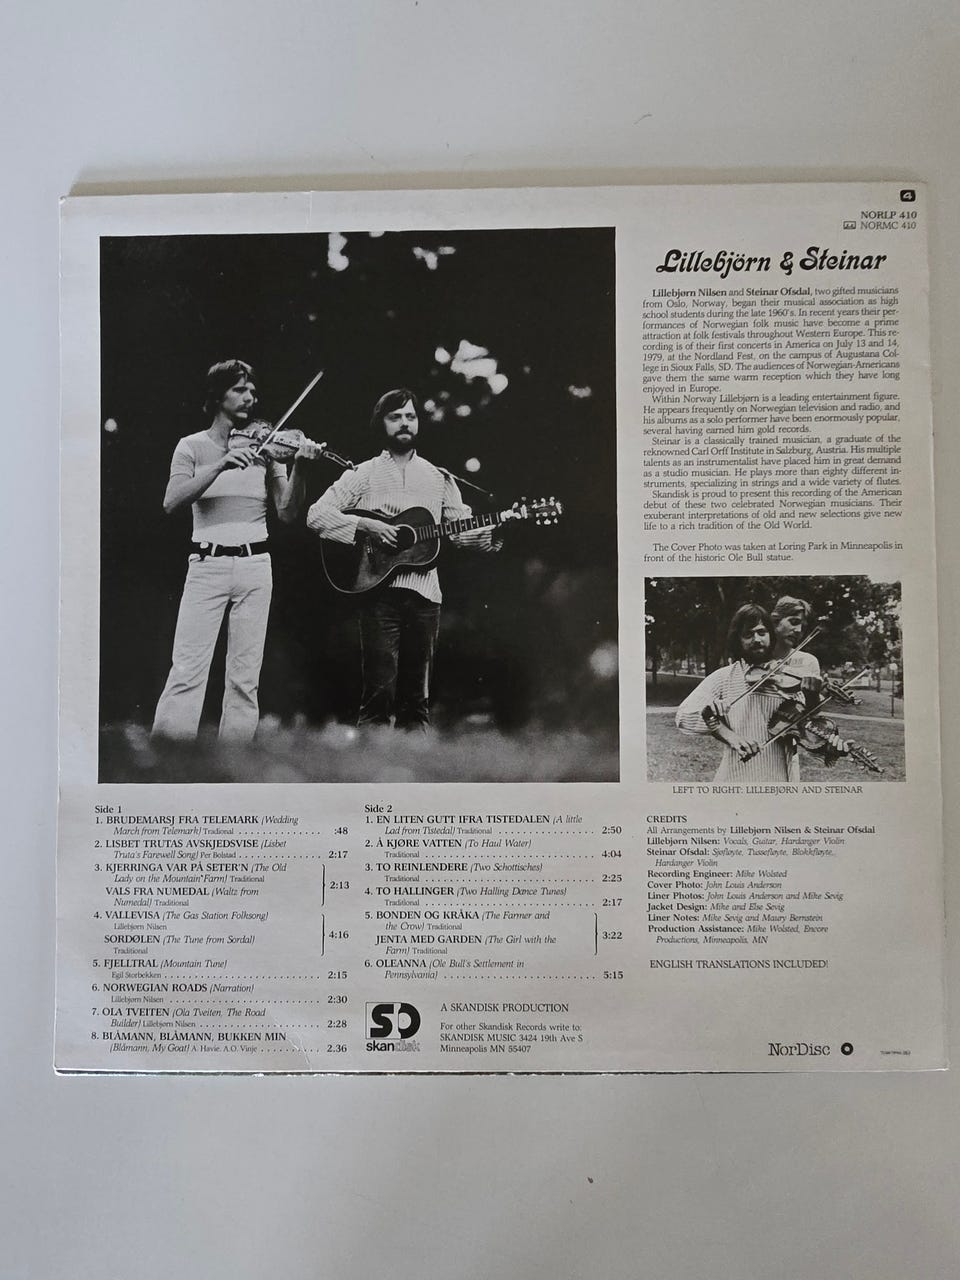 4
NORLP 410
NORMC 410
Lillebjörn & Steinar
Lillebjørn Nilsen and Steinar Ofsdal, two gifted musicians
from Oslo, Norway, began their musical association as high
school students during the late 1960's. In recent years their per-
formances of Norwegian folk music have become a prime
attraction at folk festivals throughout Western Europe. This re-
cording is of their first concerts in America on July 13 and 14,
1979, at the Nordland Fest, on the campus of Augustana Col-
lege in Sioux Falls, SD. The audiences of Norwegian-Americans
gave them the same warm reception which they have long
enjoyed in Europe.
Within Norway Lillebjørn is a leading entertainment figure.
He appears frequently on Norwegian television and radio, and
his albums as a solo performer have been enormously popular,
several having earned him gold records.
Steinar is a classically trained musician, a graduate of the
reknowned Carl Orff Institute in Salzburg, Austria. His multiple
talents as an instrumentalist have placed him in great demand
as a studio musician. He plays more than eighty different in-
struments, specializing in strings and a wide variety of flutes.
Skandisk is proud to present this recording of the American
debut of these two celebrated Norwegian musicians. Their
exuberant interpretations of old and new selections give new
life to a rich tradition of the Old World.
The Cover Photo was taken at Loring Park in Minneapolis in
front of the historic Ole Bull statue.
LEFT TO RIGHT: LILLEBJØRN AND STEINAR
Side 1
1. BRUDEMARSJ FRA TELEMARK (Wedding
March from Telemark) Traditional . . . . . . . . . . . . :48
2. LISBET TRUTAS AVSKJEDSVISE (Lisbet
Truta's Farewell Song) Per Bolstad . . . . . . . . . . . . 2:17
3. KJERRINGA VAR PÅ SETER'N (The Old
Lady on the Mountain Farm) Traditional
VALS FRA NUMEDAL (Waltz from
Numedal) Traditional
2:13
4. VALLEVISA (The Gas Station Folksong)
Lillebjørn Nilsen
SORDØLEN (The Tune from Sordal)
Traditional
4:16
5. FJELLTRAL (Mountain Tune)
Egil Storbekken . . . . . . . . . . . . 2:15
6. NORWEGIAN ROADS (Narration)
Lillebjørn Nilsen . . . . . . . . . . . . 2:30
7. OLA TVEITEN (Ola Tveiten, The Road
Builder) Lillebjørn Nilsen . . . . . . . . . . . . 2:28
8. BLÅMANN, BLÅMANN, BUKKEN MIN
(Blåmann, My Goat) A. Havie, A.O. Vinje . . . . . . . . 2.36
Side 2
1. EN LITEN GUTT IFRA TISTEDALEN (A little
Lad from Tistedal) Traditional . . . . . . . . . . . . 2:50
2. Å KJØRE VATTEN (To Haul Water)
Traditional . . . . . . . . . . . . 4:04
3. TO REINLENDERE (Two Schottisches)
Traditional . . . . . . . . . . . . 2:25
4. TO HALLINGER (Two Halling Dance Tunes)
Traditional . . . . . . . . . . . . 2:17
5. BONDEN OG KRÅKA (The Farmer and
the Crow) Traditional
JENTA MED GARDEN (The Girl with the
Farm) Traditional
3:22
6. OLEANNA (Ole Bull's Settlement in
Pennsylvania) . . . . . . . . . . . . 5:15
SD
skandisk
A SKANDISK PRODUCTION
For other Skandisk Records write to:
SKANDISK MUSIC 3424 19th Ave S
Minneapolis MN 55407
CREDITS
All Arrangements by Lillebjørn Nilsen & Steinar Ofsdal
Lillebjørn Nilsen: Vocals, Guitar, Hardanger Violin
Steinar Ofsdal: Sjøfløyte, Tussefløyte, Blokkfløyte,
Hardanger Violin
Recording Engineer: Mike Wolsted
Cover Photo: John Louis Anderson
Liner Photos: John Louis Anderson and Mike Sevig
Jacket Design: Mike and Else Sevig
Liner Notes: Mike Sevig and Maury Bernstein
Production Assistance: Mike Wolsted, Encore
Productions, Minneapolis, MN
ENGLISH TRANSLATIONS INCLUDED!
NorDisc